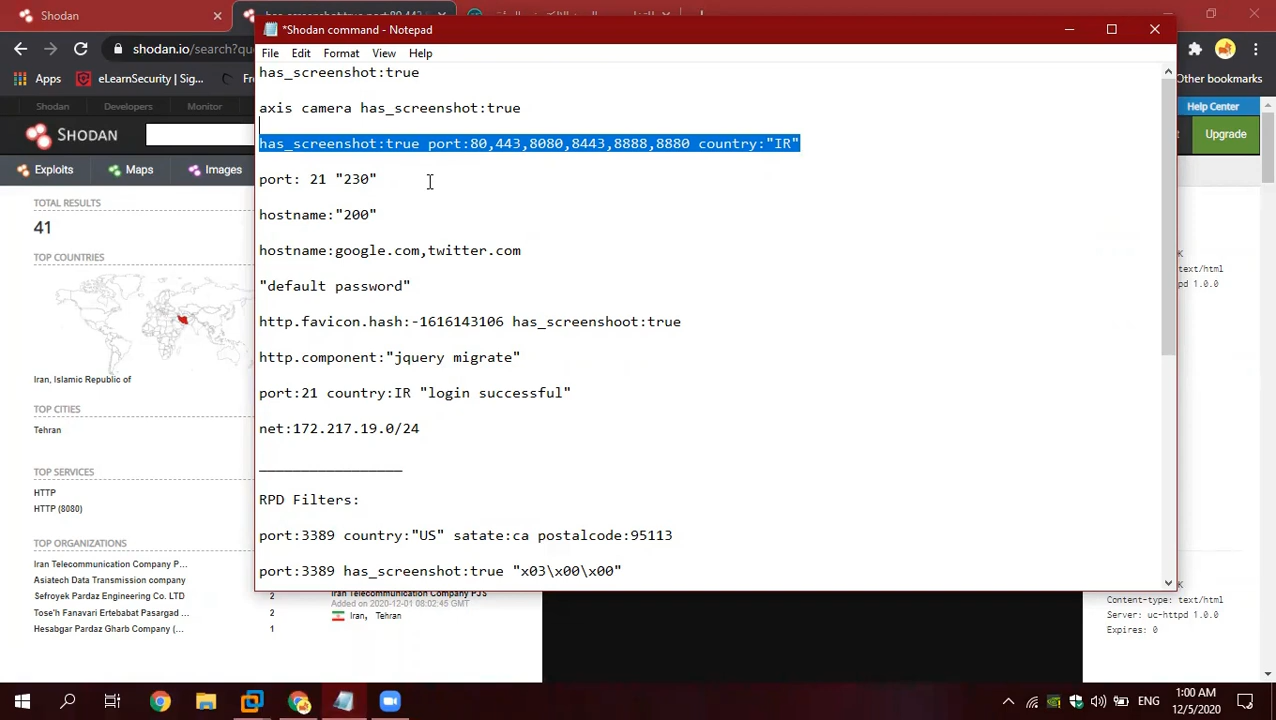 Shodan
*Shodan command - Notepad
shodan.io/search?qu
File Edit Format View Help
Apps
eLearnSecurity | Sig...
Other bookmarks
Shodan Developers Monitor
Help Center
SHODAN
Upgrade
Exploits Maps Images
has_screenshot:true
axis camera has_screenshot:true
has_screenshot:true port:80,443,8080,8443,8888,8880 country:"IR"
port: 21 "230"
hostname:"200"
hostname:google.com,twitter.com
"default password"
http.favicon.hash:-1616143106 has_screenshoot:true
http.component:"jquery migrate"
port:21 country:IR "login successful"
net:172.217.19.0/24
_________________
RPD Filters:
port:3389 country:"US" satate:ca postalcode:95113
port:3389 has_screenshot:true "x03\x00\x00"
TOTAL RESULTS
41
TOP COUNTRIES
Iran, Islamic Republic of
TOP CITIES
Tehran
TOP SERVICES
HTTP
HTTP (8080)
TOP ORGANIZATIONS
Iran Telecommunication Company P...
Asiatech Data Transmission company
Sefroyek Pardaz Engineering Co. LTD 2
Tose'h Fanavari Ertebabat Pasargad ... 2
Hesabgar Pardaz Gharb Company (... 1
Iran Telecommunication Company PJS
Added on 2020-12-01 08:02:45 GMT
Iran, Tehran
text/html
Content-type: text/html
Server: uc-httpd 1.0.0
Expires: 0
ENG
1:00 AM
12/5/2020